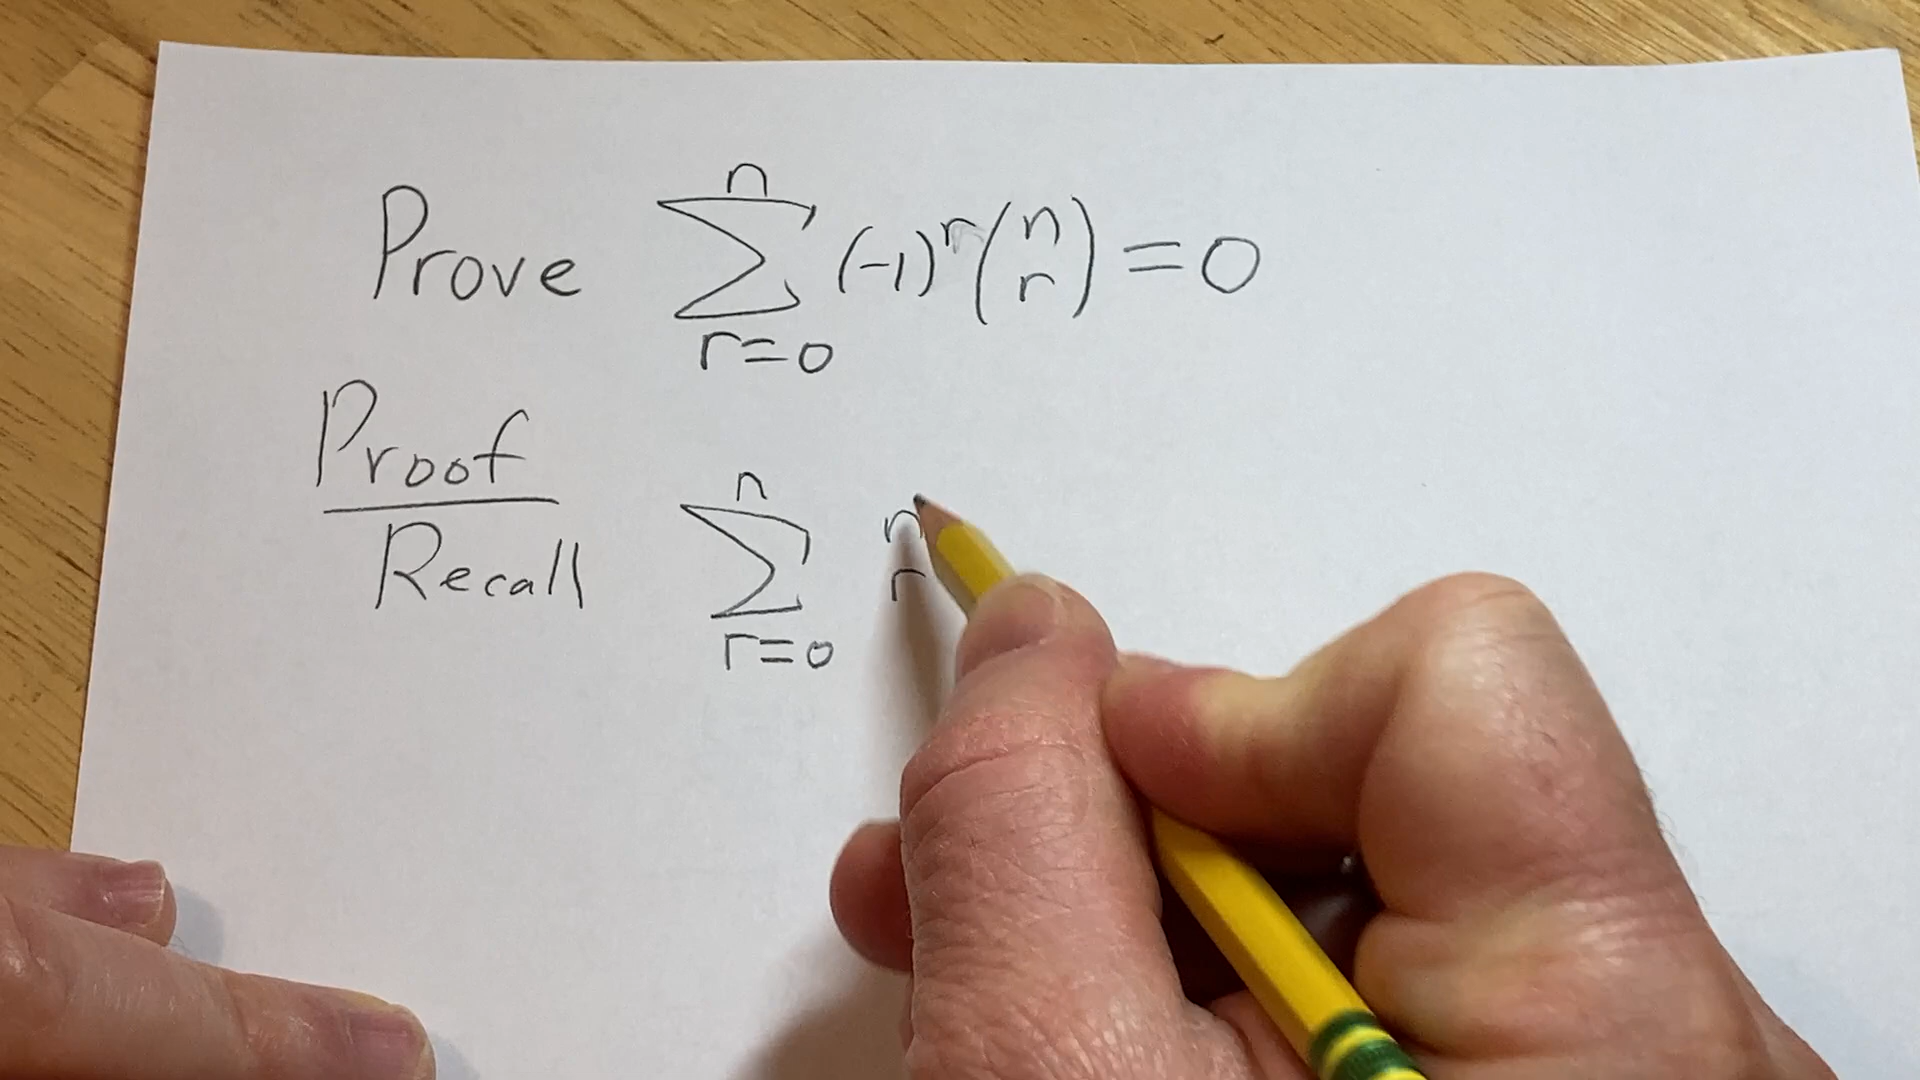 Prove \sum_{r=0}^{n} (-1)^r \binom{n}{r} = 0
Proof
Recall \sum_{r=0}^{n} n r